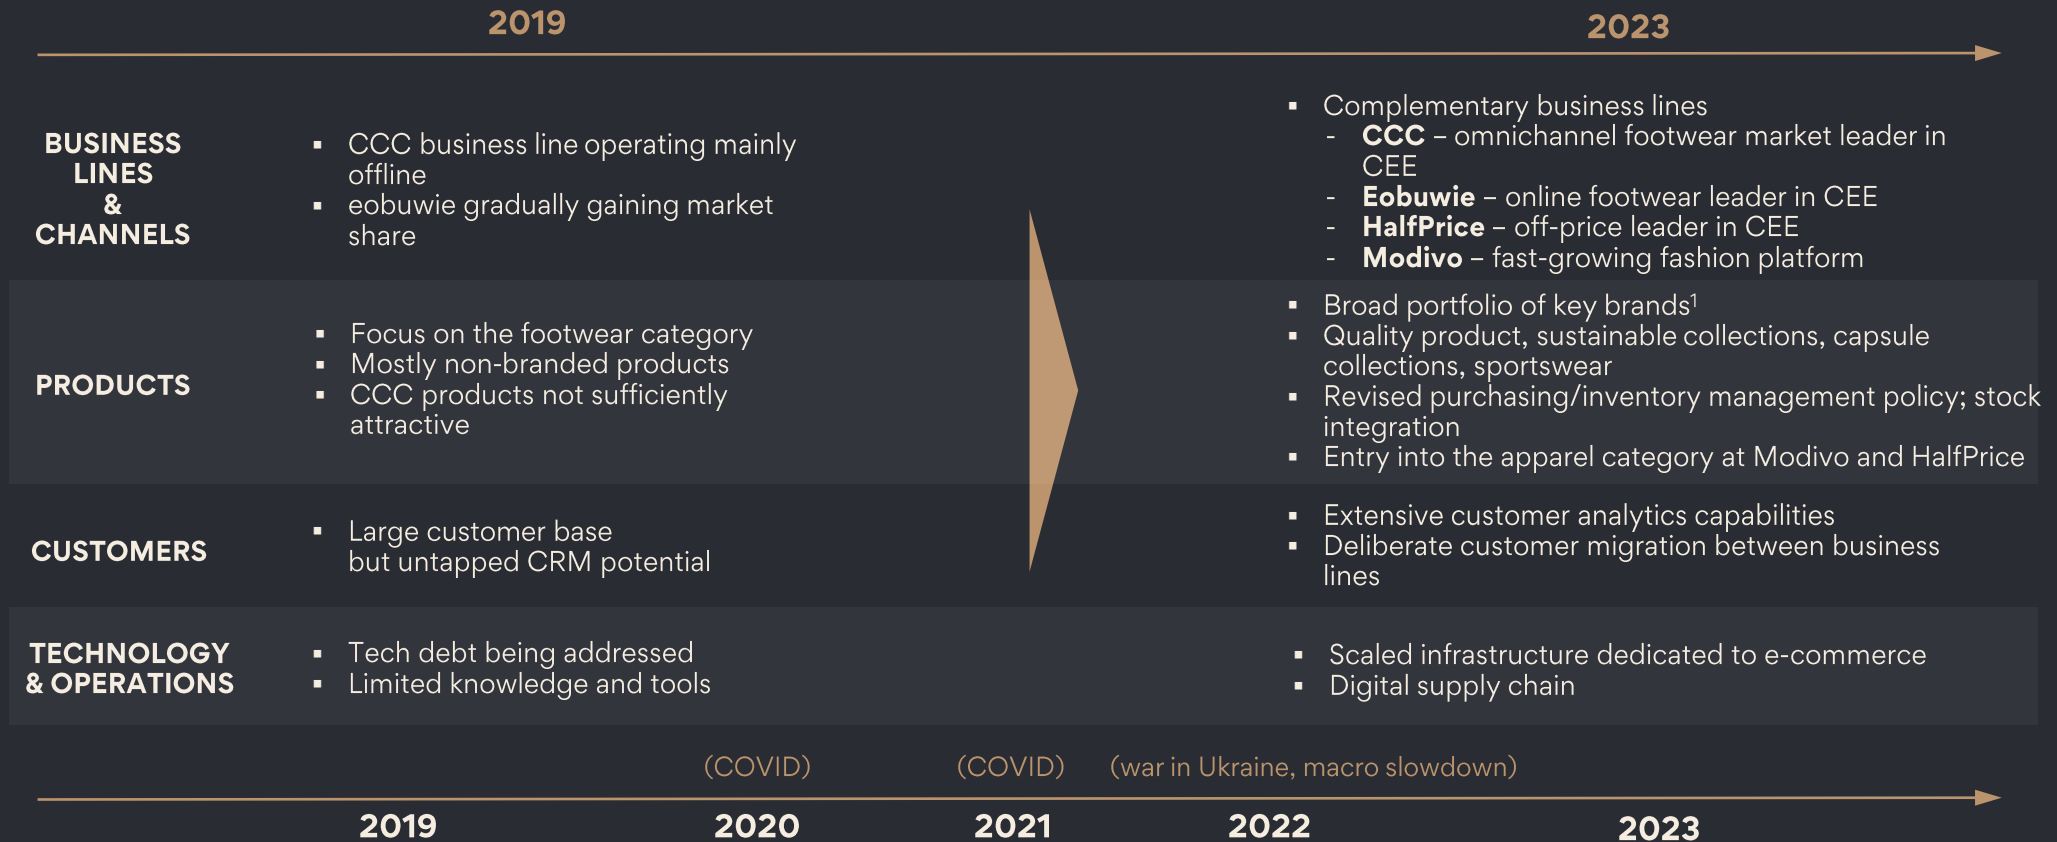 2019
2023
BUSINESS
LINES
&
CHANNELS
▪ CCC business line operating mainly
offline
▪ eobuwie gradually gaining market
share
▪ Complementary business lines
- CCC – omnichannel footwear market leader in
CEE
- Eobuwie – online footwear leader in CEE
- HalfPrice – off-price leader in CEE
- Modivo – fast-growing fashion platform
PRODUCTS
▪ Focus on the footwear category
▪ Mostly non-branded products
▪ CCC products not sufficiently
attractive
▪ Broad portfolio of key brands¹
▪ Quality product, sustainable collections, capsule
collections, sportswear
▪ Revised purchasing/inventory management policy; stock
integration
▪ Entry into the apparel category at Modivo and HalfPrice
CUSTOMERS
▪ Large customer base
but untapped CRM potential
▪ Extensive customer analytics capabilities
▪ Deliberate customer migration between business
lines
TECHNOLOGY
& OPERATIONS
▪ Tech debt being addressed
▪ Limited knowledge and tools
▪ Scaled infrastructure dedicated to e-commerce
▪ Digital supply chain
(COVID)
(COVID)
(war in Ukraine, macro slowdown)
2019
2020
2021
2022
2023